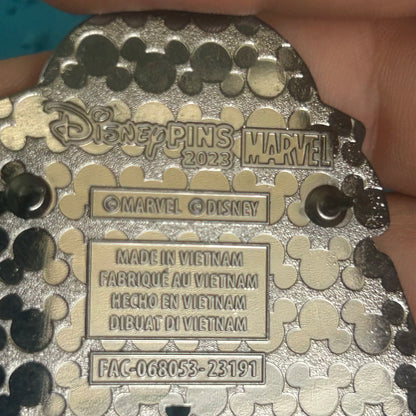 Disney PINS MARVEL
2023
©MARVEL ©DISNEY
MADE IN VIETNAM
FABRIQUÉ AU VIETNAM
HECHO EN VIETNAM
DIBUAT DI VIETNAM
FAC-068053-23191